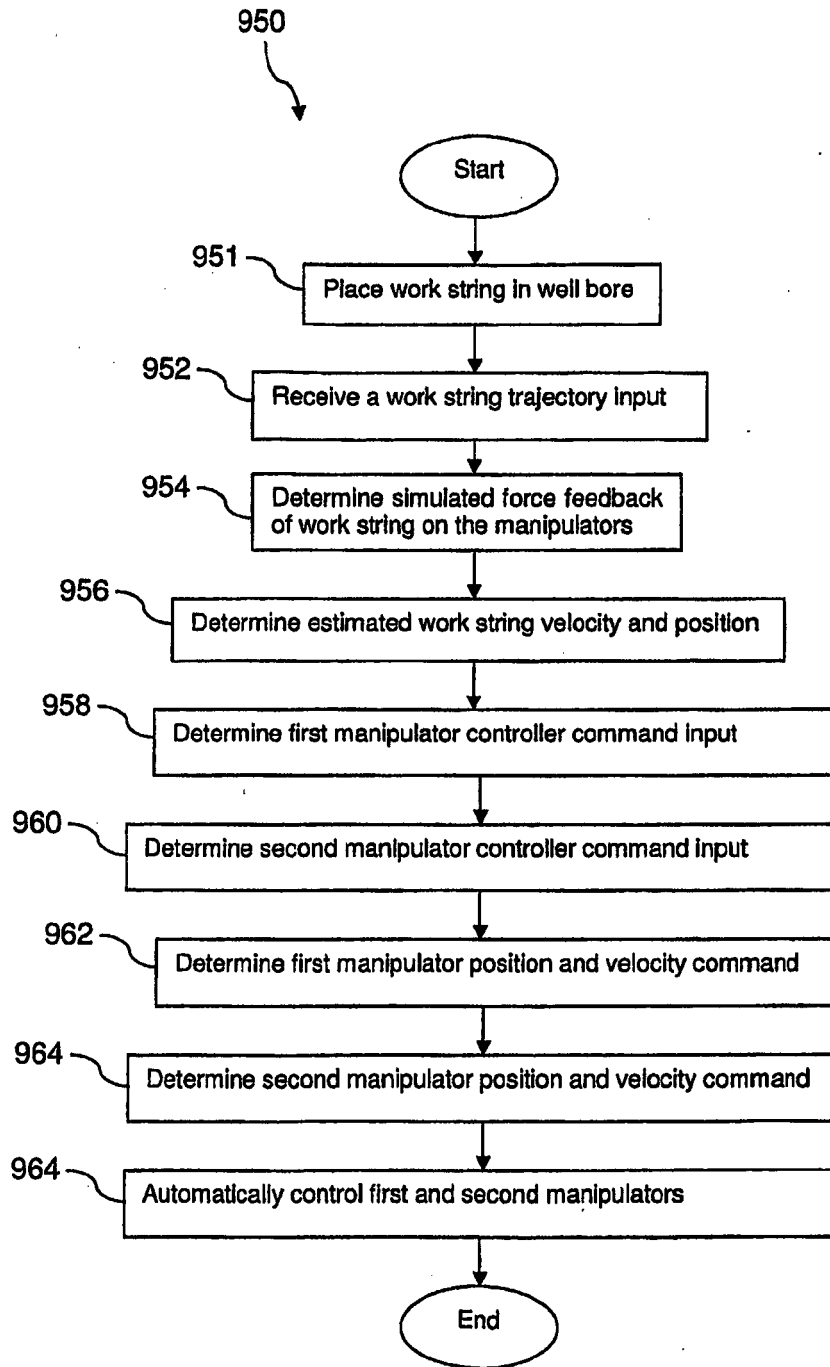 950
Start
951
Place work string in well bore
952
Receive a work string trajectory input
954
Determine simulated force feedback
of work string on the manipulators
956
Determine estimated work string velocity and position
958
Determine first manipulator controller command input
960
Determine second manipulator controller command input
962
Determine first manipulator position and velocity command
964
Determine second manipulator position and velocity command
964
Automatically control first and second manipulators
End